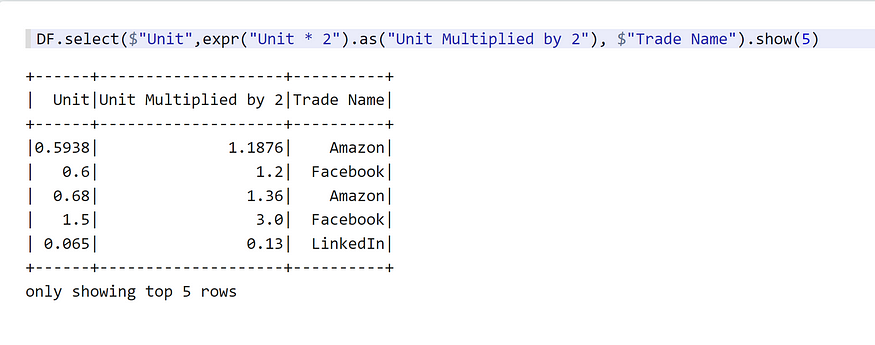 DF.select($"Unit",expr("Unit * 2").as("Unit Multiplied by 2"), $"Trade Name").show(5)
+------+--------------------+----------+
|  Unit|Unit Multiplied by 2|Trade Name|
+------+--------------------+----------+
|0.5938|              1.1876|    Amazon|
|   0.6|                 1.2|  Facebook|
|  0.68|                1.36|    Amazon|
|   1.5|                 3.0|  Facebook|
| 0.065|                0.13|  LinkedIn|
+------+--------------------+----------+
only showing top 5 rows